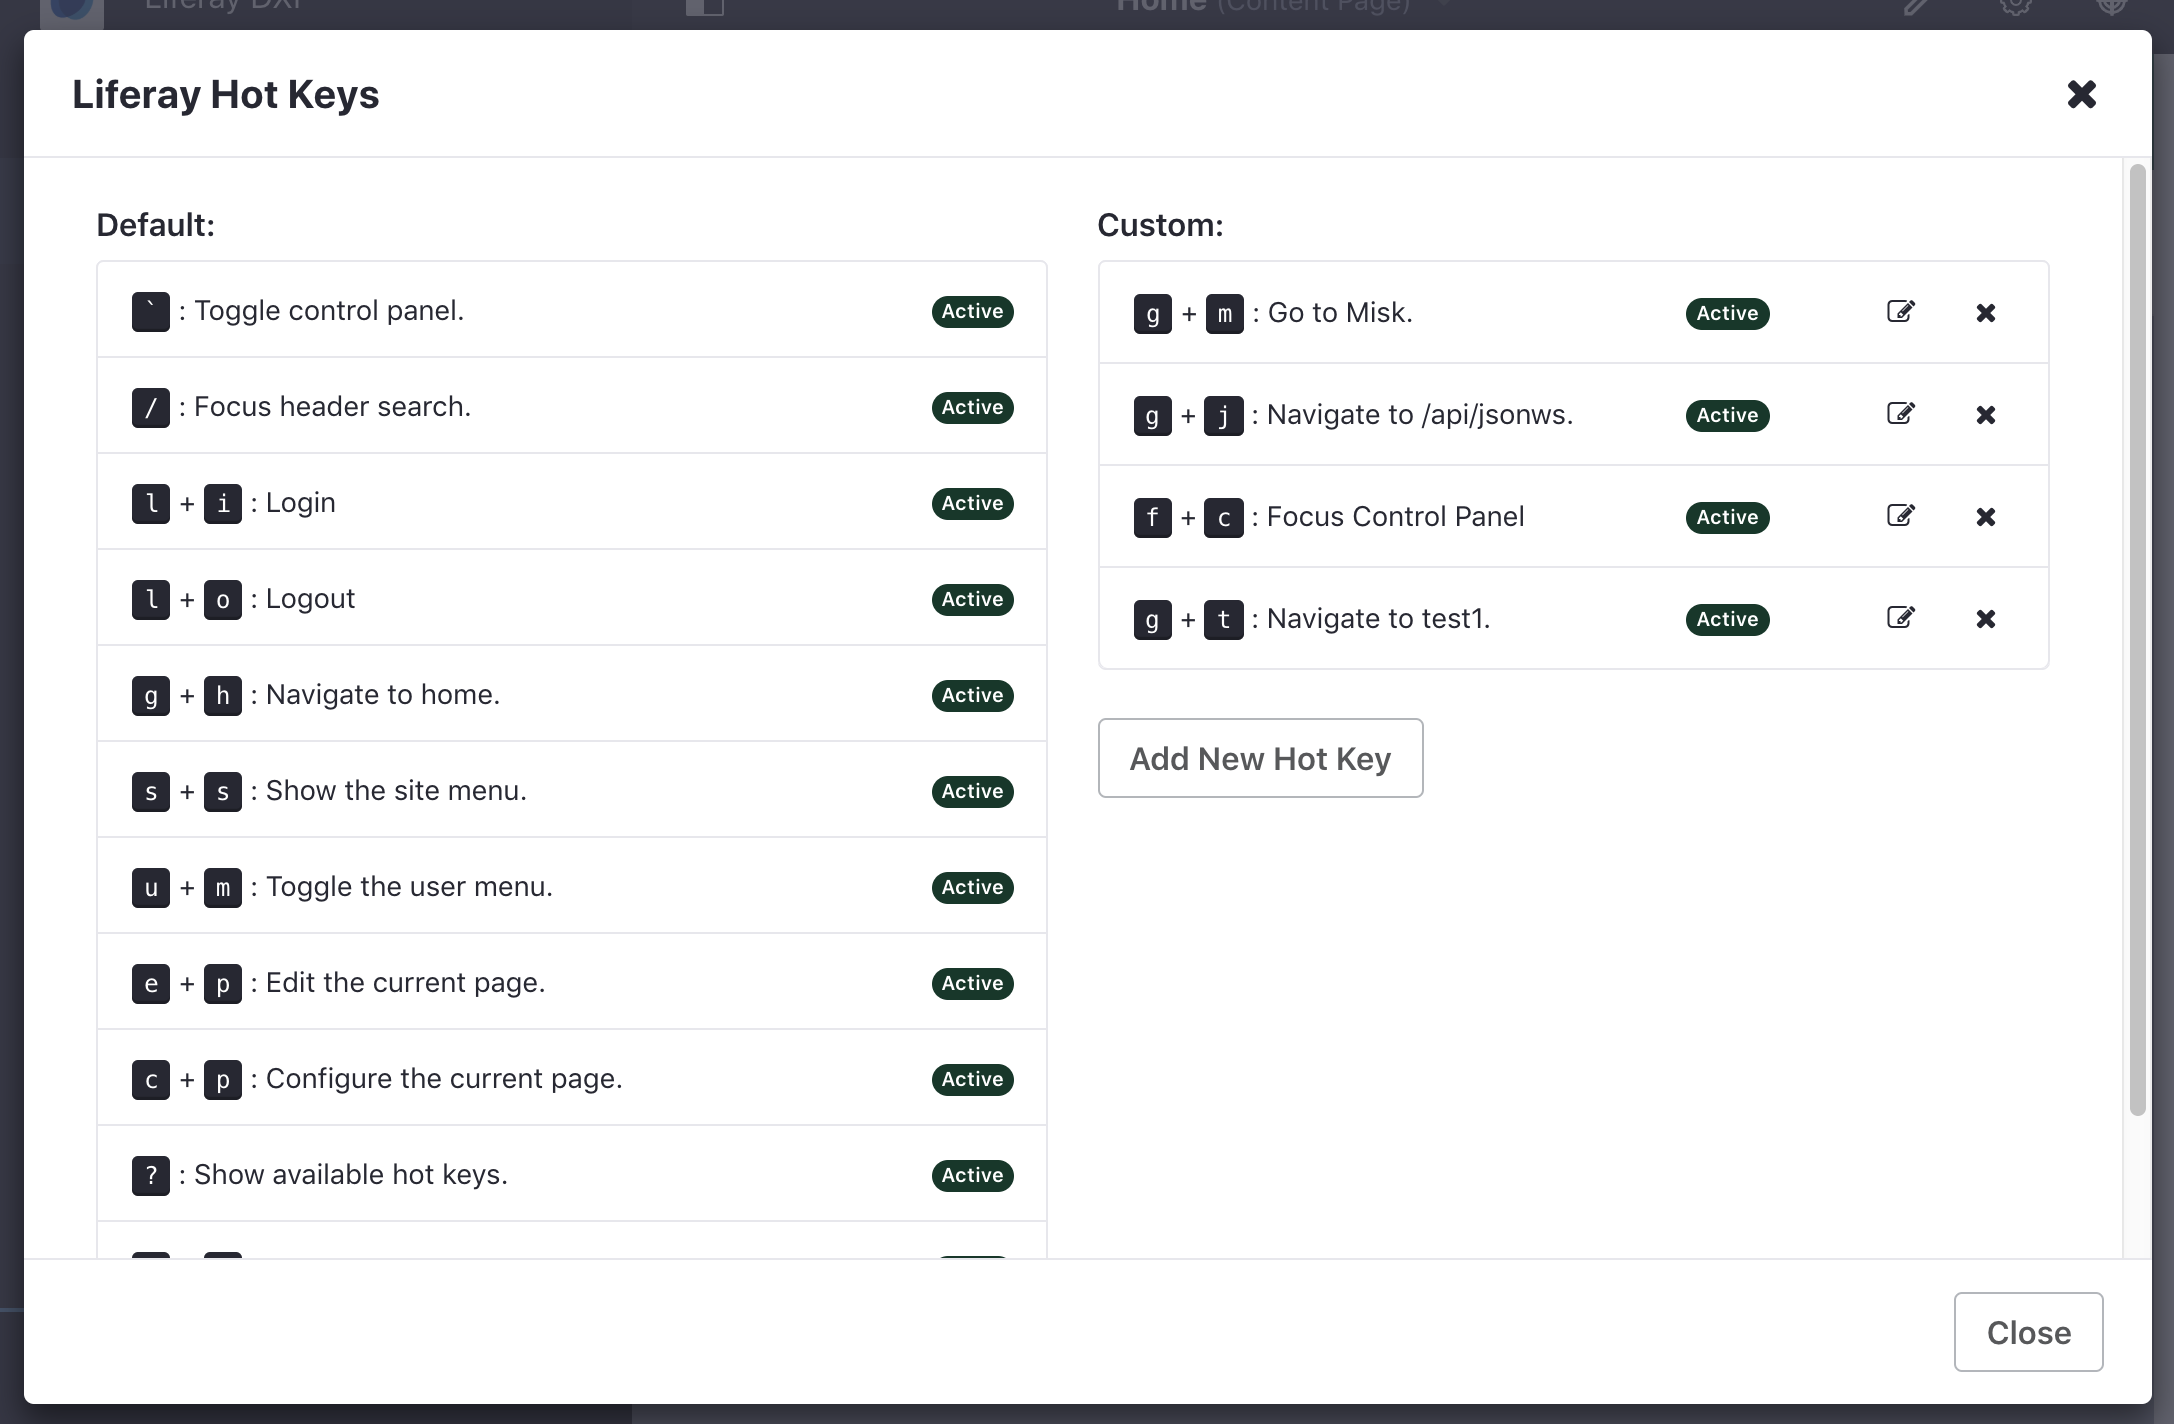 Liferay DXP
Home (Content Page)
Liferay Hot Keys
Default:
` : Toggle control panel. Active
/ : Focus header search. Active
l + i : Login Active
l + o : Logout Active
g + h : Navigate to home. Active
s + s : Show the site menu. Active
u + m : Toggle the user menu. Active
e + p : Edit the current page. Active
c + p : Configure the current page. Active
? : Show available hot keys. Active
Custom:
g + m : Go to Misk. Active
g + j : Navigate to /api/jsonws. Active
f + c : Focus Control Panel Active
g + t : Navigate to test1. Active
Add New Hot Key
Close